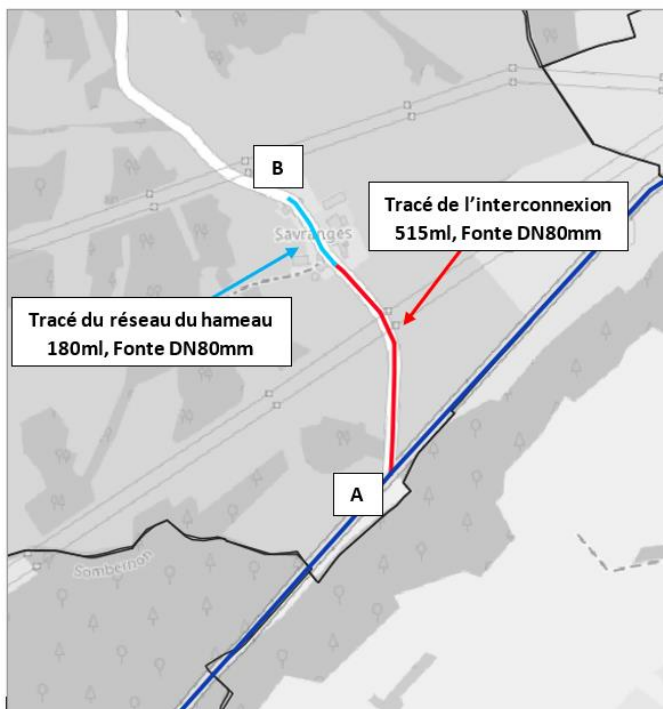 B
Tracé de l’interconnexion
515ml, Fonte DN80mm
Savranges
Tracé du réseau du hameau
180ml, Fonte DN80mm
A
Sombernon